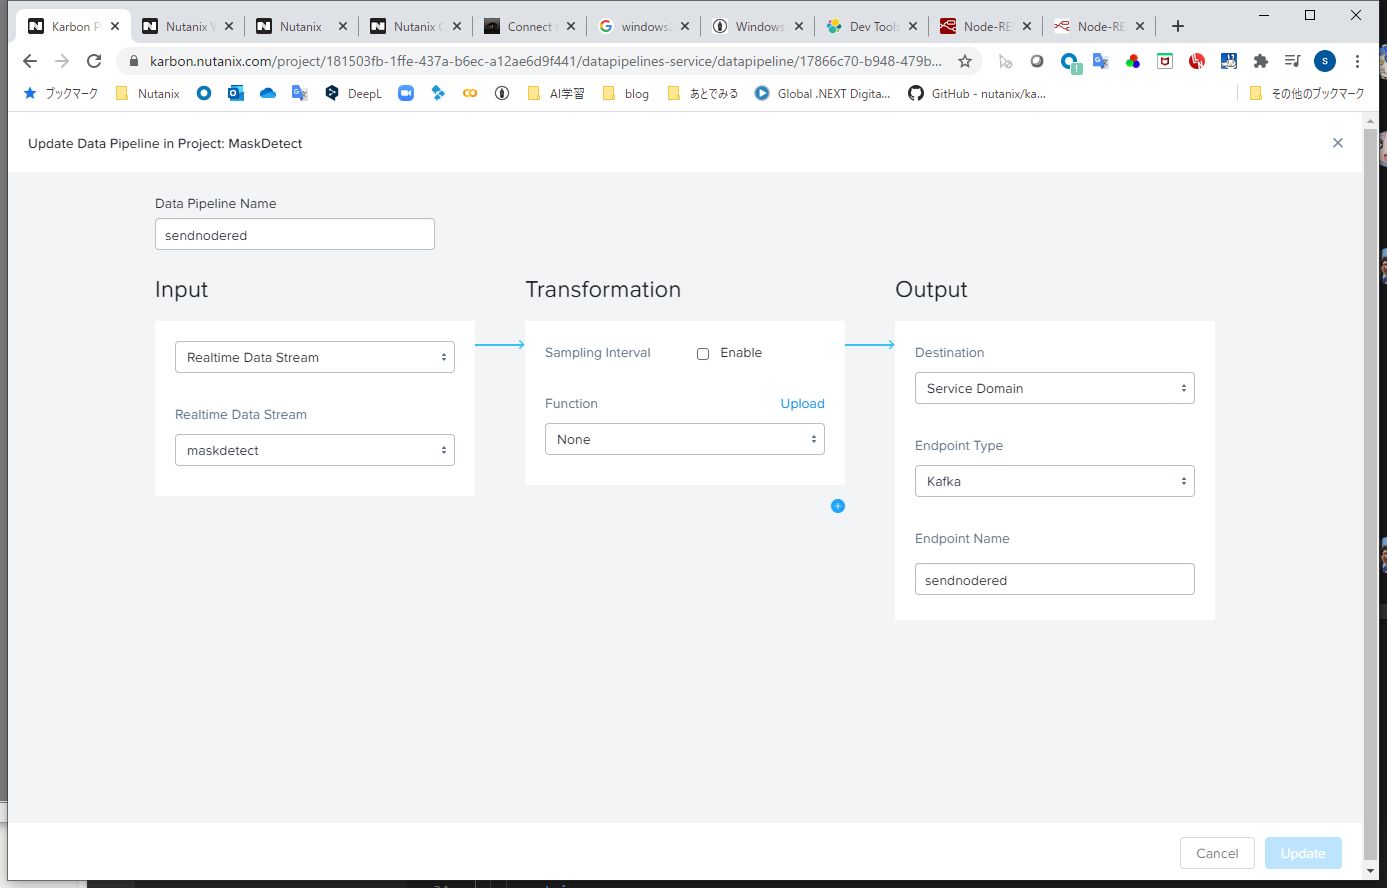 Karbon P
Nutanix W
Nutanix
Nutanix C
Connect
windows
Windows
Dev Tools
Node-RE
Node-RE
karbon.nutanix.com/project/181503fb-1ffe-437a-b6ec-a12ae6d9f441/datapipelines-service/datapipeline/17866c70-b948-479b...
S
ブックマーク
Nutanix
DeepL
AI学習
blog
あとでみる
Global .NEXT Digita...
GitHub - nutanix/ka...
その他のブックマーク
Update Data Pipeline in Project: MaskDetect
Data Pipeline Name
sendnodered
Input
Transformation
Output
Realtime Data Stream
Realtime Data Stream
maskdetect
Sampling Interval
Enable
Function
Upload
None
Destination
Service Domain
Endpoint Type
Kafka
Endpoint Name
sendnodered
Cancel
Update